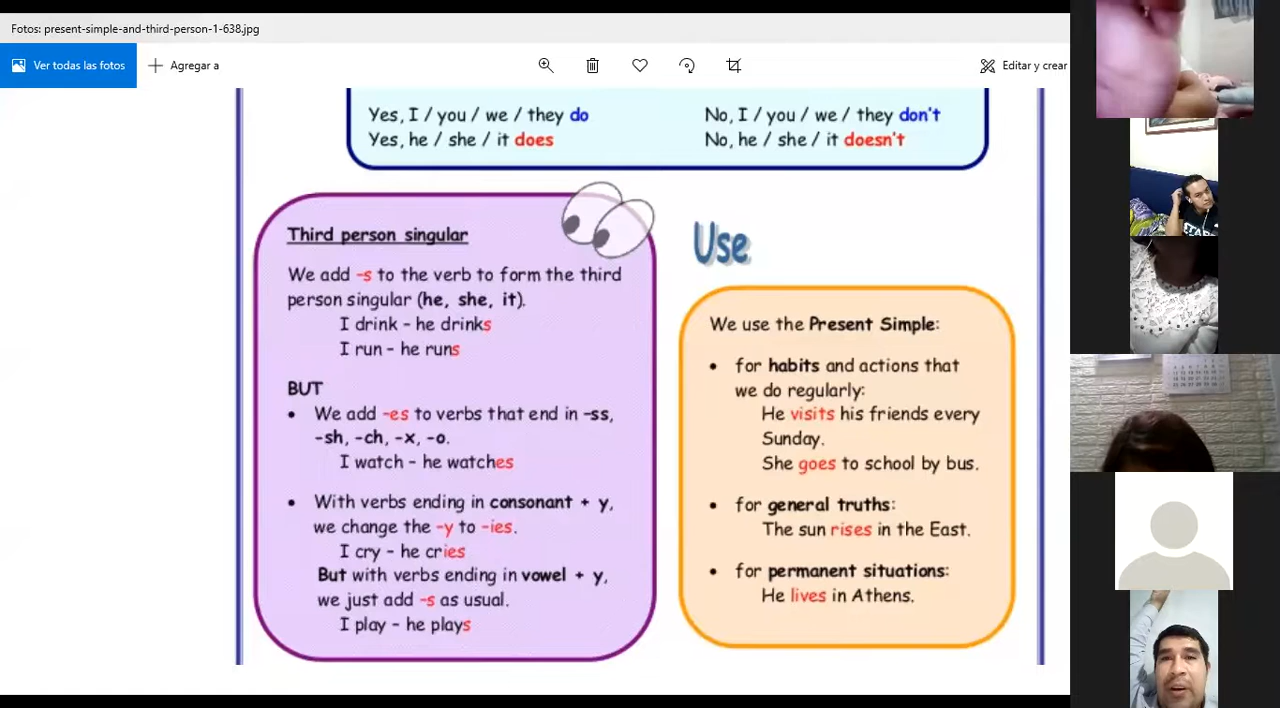 Fotos: present-simple-and-third-person-1-638.jpg
Ver todas las fotos
Agregar a
Editar y crear
Yes, I / you / we / they do
Yes, he / she / it does
No, I / you / we / they don't
No, he / she / it doesn't
Third person singular
We add -s to the verb to form the third
person singular (he, she, it).
I drink - he drinks
I run - he runs
BUT
• We add -es to verbs that end in -ss,
-sh, -ch, -x, -o.
I watch - he watches
• With verbs ending in consonant + y,
we change the -y to -ies.
I cry - he cries
But with verbs ending in vowel + y,
we just add -s as usual.
I play - he plays
Use
We use the Present Simple:
• for habits and actions that
we do regularly:
He visits his friends every
Sunday.
She goes to school by bus.
• for general truths:
The sun rises in the East.
• for permanent situations:
He lives in Athens.